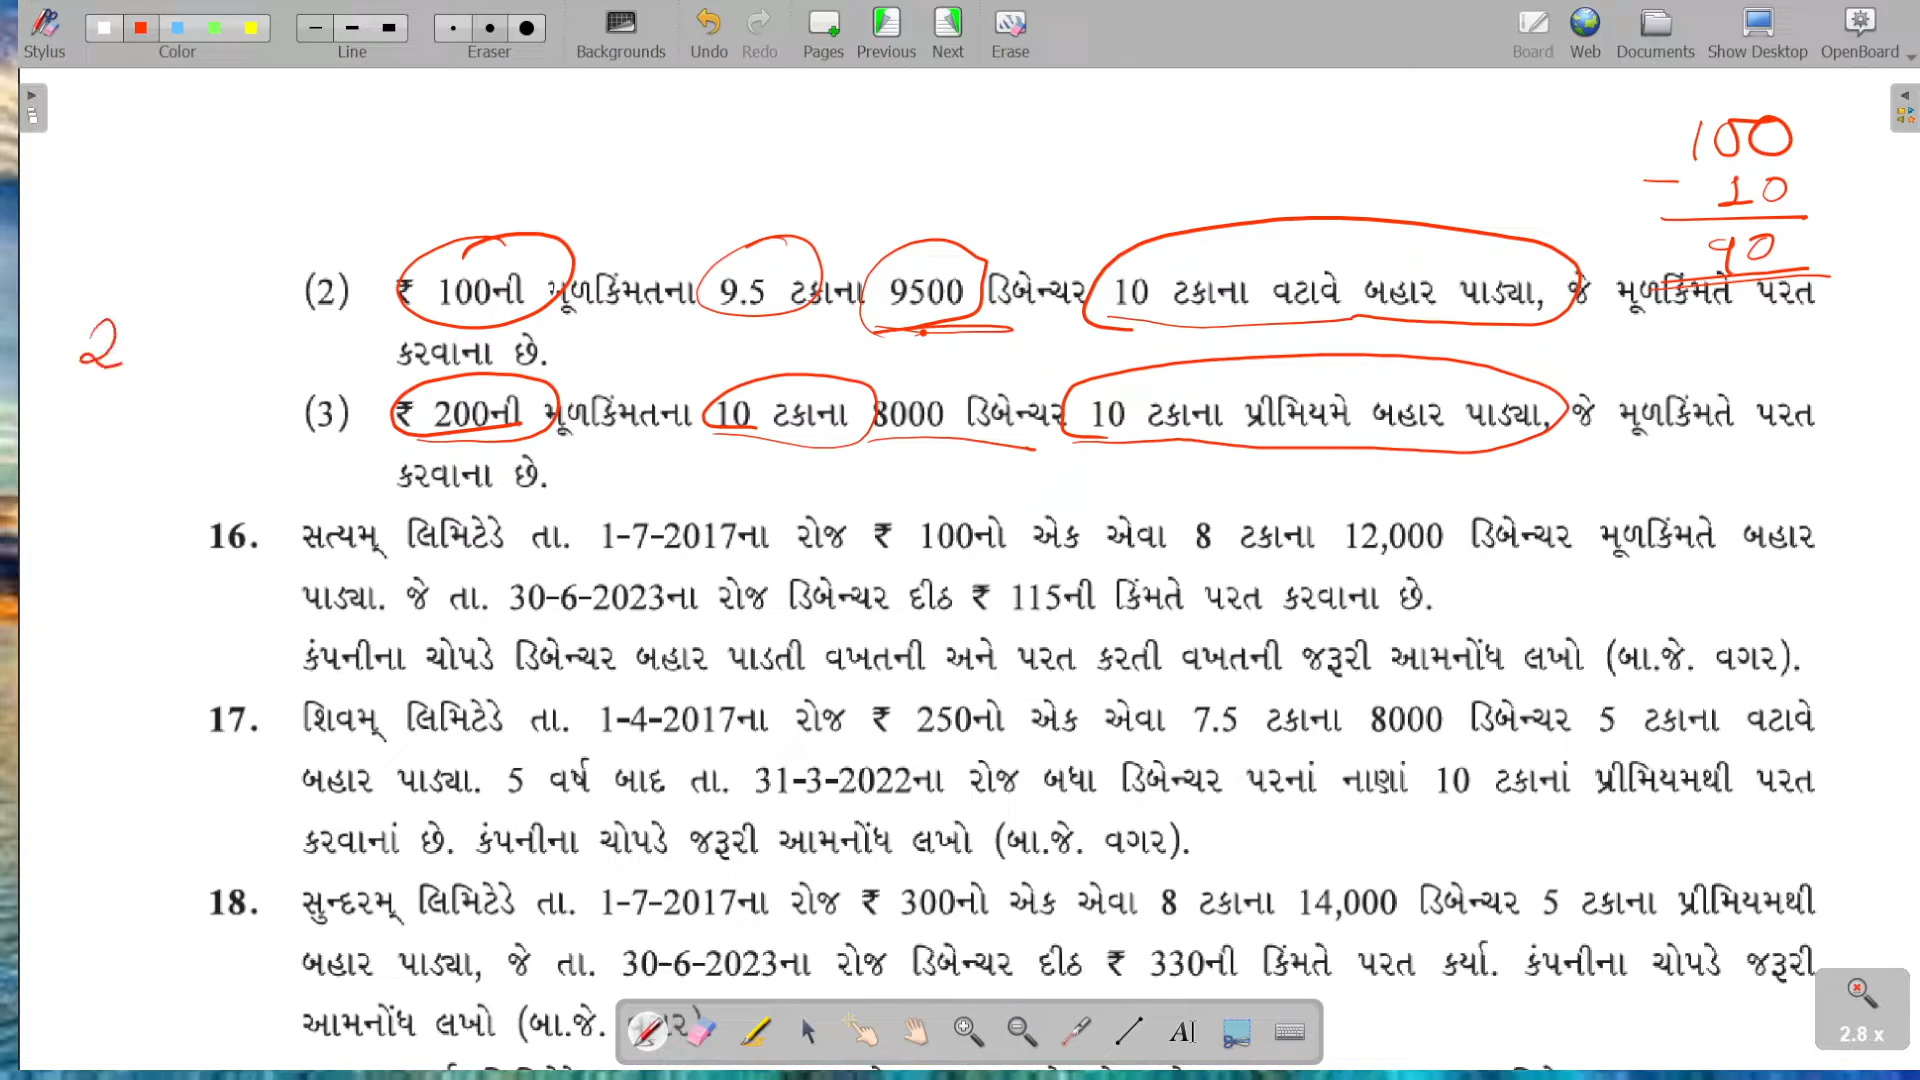 Stylus
Color
Line
Eraser
Backgrounds
Undo
Redo
Pages
Previous
Next
Erase
Board
Web
Documents
Show Desktop
OpenBoard
100
- 10
90
2
(2) ₹ 100ની મૂળકિંમતના 9.5 ટકાના 9500 ડિબેન્ચર 10 ટકાના વટાવે બહાર પાડ્યા, જે મૂળકિંમતે પરત
કરવાના છે.
(3) ₹ 200ની મૂળકિંમતના 10 ટકાના 8000 ડિબેન્ચર 10 ટકાના પ્રીમિયમે બહાર પાડ્યા, જે મૂળકિંમતે પરત
કરવાના છે.
16. સત્યમ્ લિમિટેડે તા. 1-7-2017ના રોજ ₹ 100નો એક એવા 8 ટકાના 12,000 ડિબેન્ચર મૂળકિંમતે બહાર
પાડ્યા. જે તા. 30-6-2023ના રોજ ડિબેન્ચર દીઠ ₹ 115ની કિંમતે પરત કરવાના છે.
કંપનીના ચોપડે ડિબેન્ચર બહાર પાડતી વખતની અને પરત કરતી વખતની જરૂરી આમનોંધ લખો (બા.જે. વગર).
17. શિવમ્ લિમિટેડે તા. 1-4-2017ના રોજ ₹ 250નો એક એવા 7.5 ટકાના 8000 ડિબેન્ચર 5 ટકાના વટાવે
બહાર પાડ્યા. 5 વર્ષ બાદ તા. 31-3-2022ના રોજ બધા ડિબેન્ચર પરનાં નાણાં 10 ટકાનાં પ્રીમિયમથી પરત
કરવાનાં છે. કંપનીના ચોપડે જરૂરી આમનોંધ લખો (બા.જે. વગર).
18. સુન્દરમ્ લિમિટેડે તા. 1-7-2017ના રોજ ₹ 300નો એક એવા 8 ટકાના 14,000 ડિબેન્ચર 5 ટકાના પ્રીમિયમથી
બહાર પાડ્યા, જે તા. 30-6-2023ના રોજ ડિબેન્ચર દીઠ ₹ 330ની કિંમતે પરત કર્યા. કંપનીના ચોપડે જરૂરી
આમનોંધ લખો (બા.જે.
2.8 x